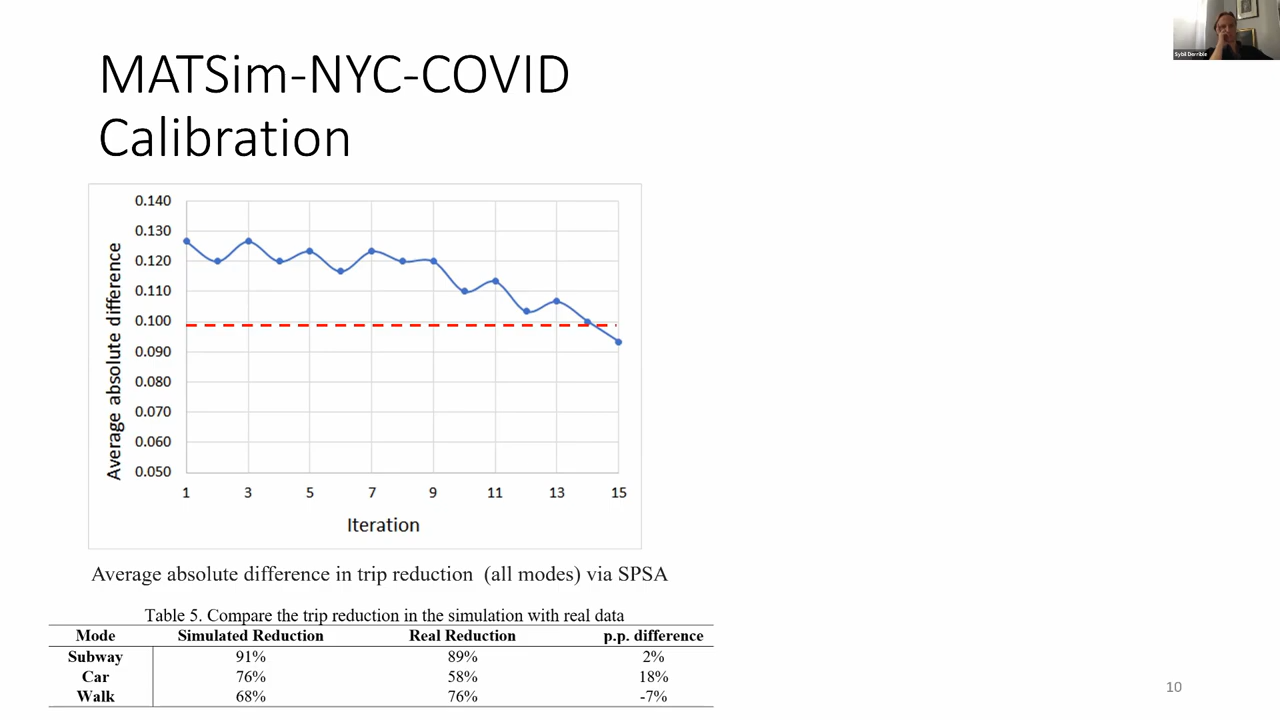 MATSim-NYC-COVID
Calibration
Sybil Derrible
0.140
0.130
0.120
0.110
0.100
0.090
0.080
0.070
0.060
0.050
Average absolute difference
1 3 5 7 9 11 13 15
Iteration
Average absolute difference in trip reduction (all modes) via SPSA
Table 5. Compare the trip reduction in the simulation with real data
Mode Simulated Reduction Real Reduction p.p. difference
Subway 91% 89% 2%
Car 76% 58% 18%
Walk 68% 76% -7%
10